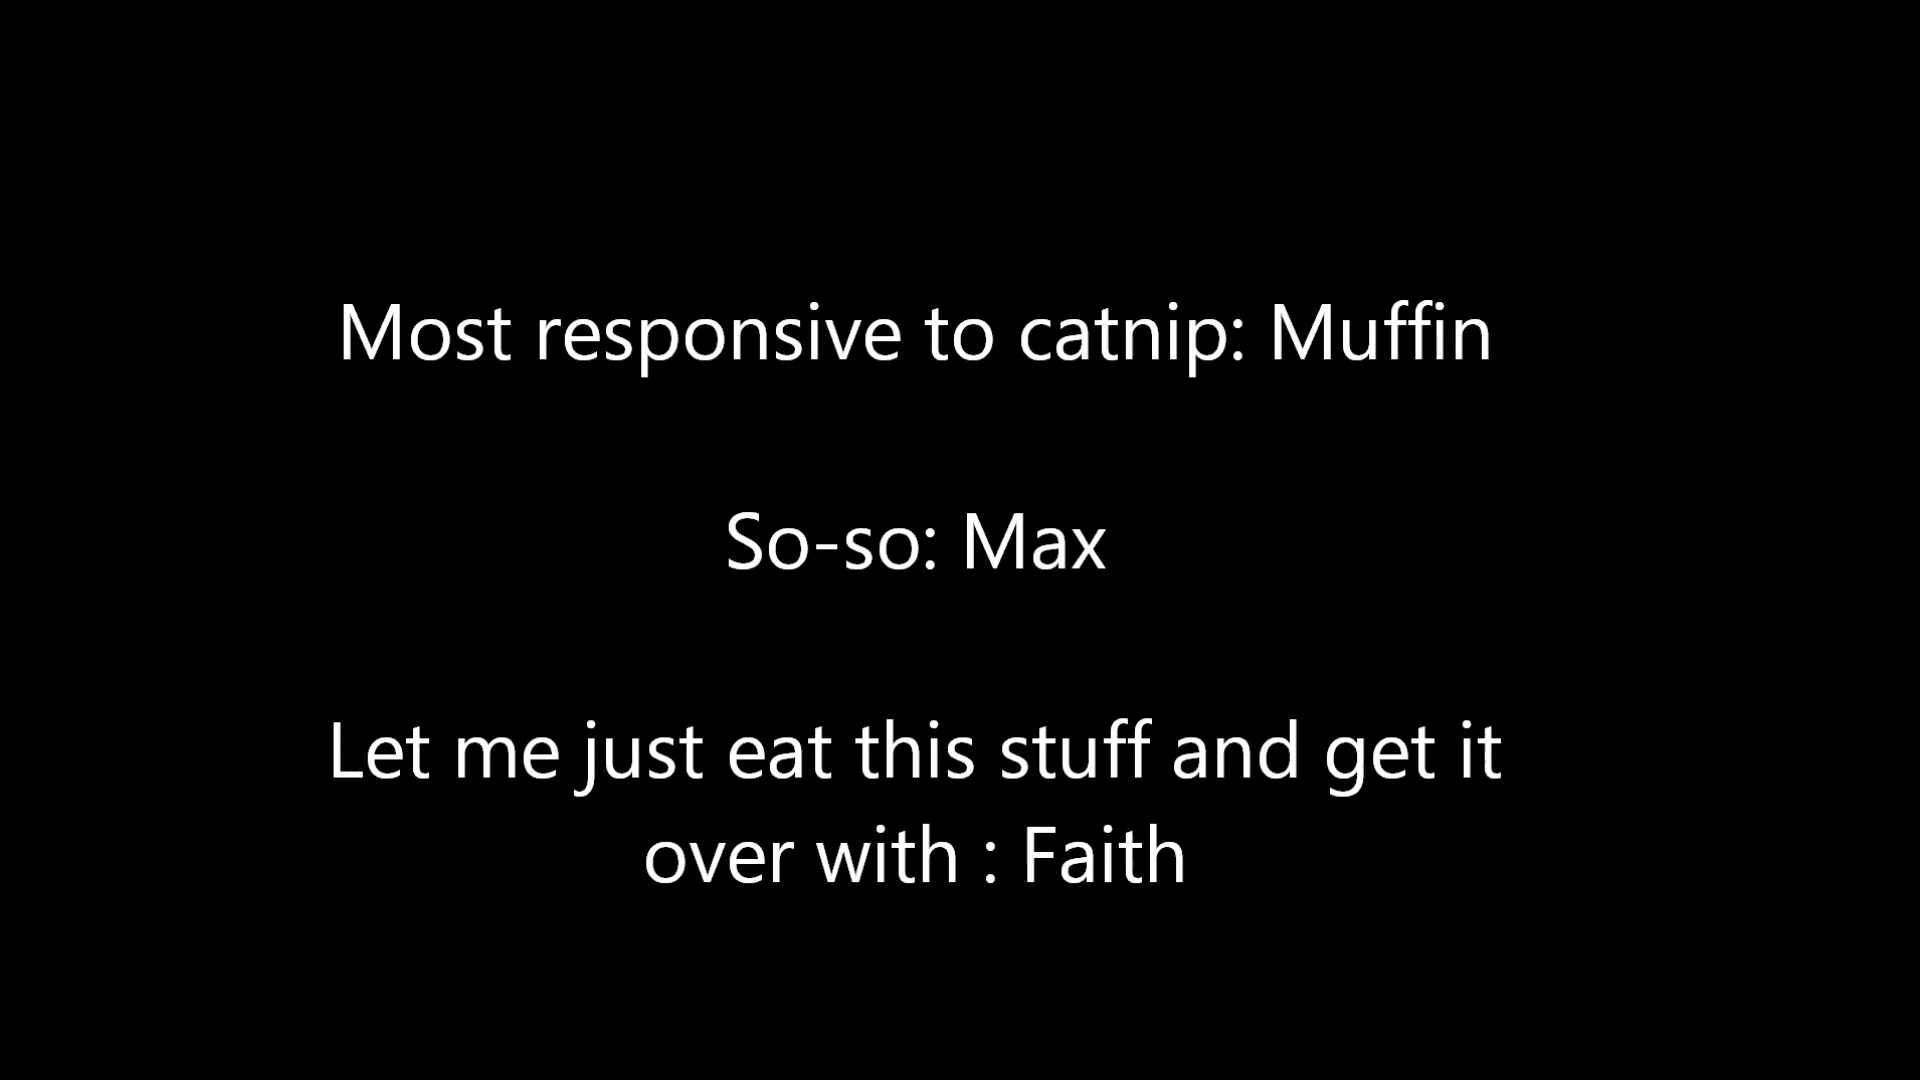 Most responsive to catnip: Muffin
So-so: Max
Let me just eat this stuff and get it
over with : Faith